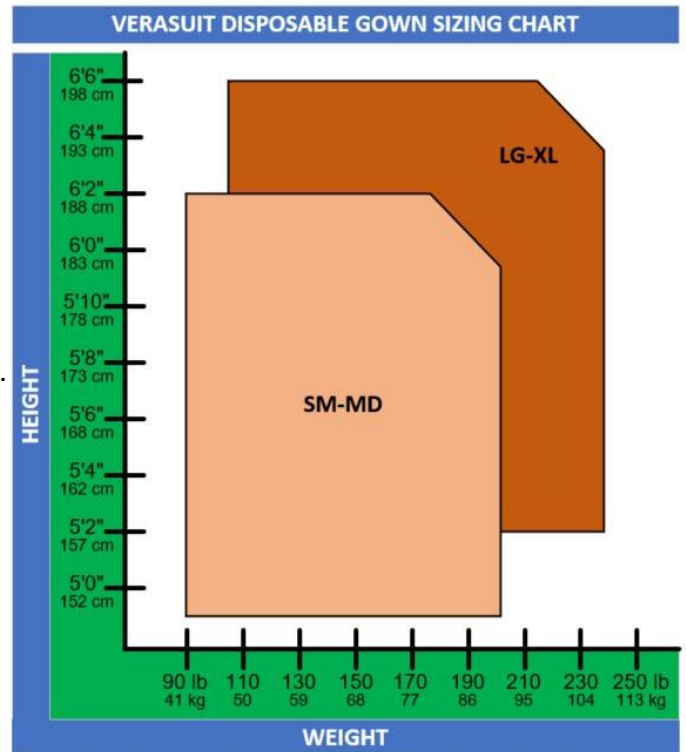 VERASUIT DISPOSABLE GOWN SIZING CHART
HEIGHT
6'6"
198 cm
6'4"
193 cm
6'2"
188 cm
6'0"
183 cm
5'10"
178 cm
5'8"
173 cm
5'6"
168 cm
5'4"
162 cm
5'2"
157 cm
5'0"
152 cm
LG-XL
SM-MD
.
90 lb 110 130 150 170 190 210 230 250 lb
41 kg 50 59 68 77 86 95 104 113 kg
WEIGHT